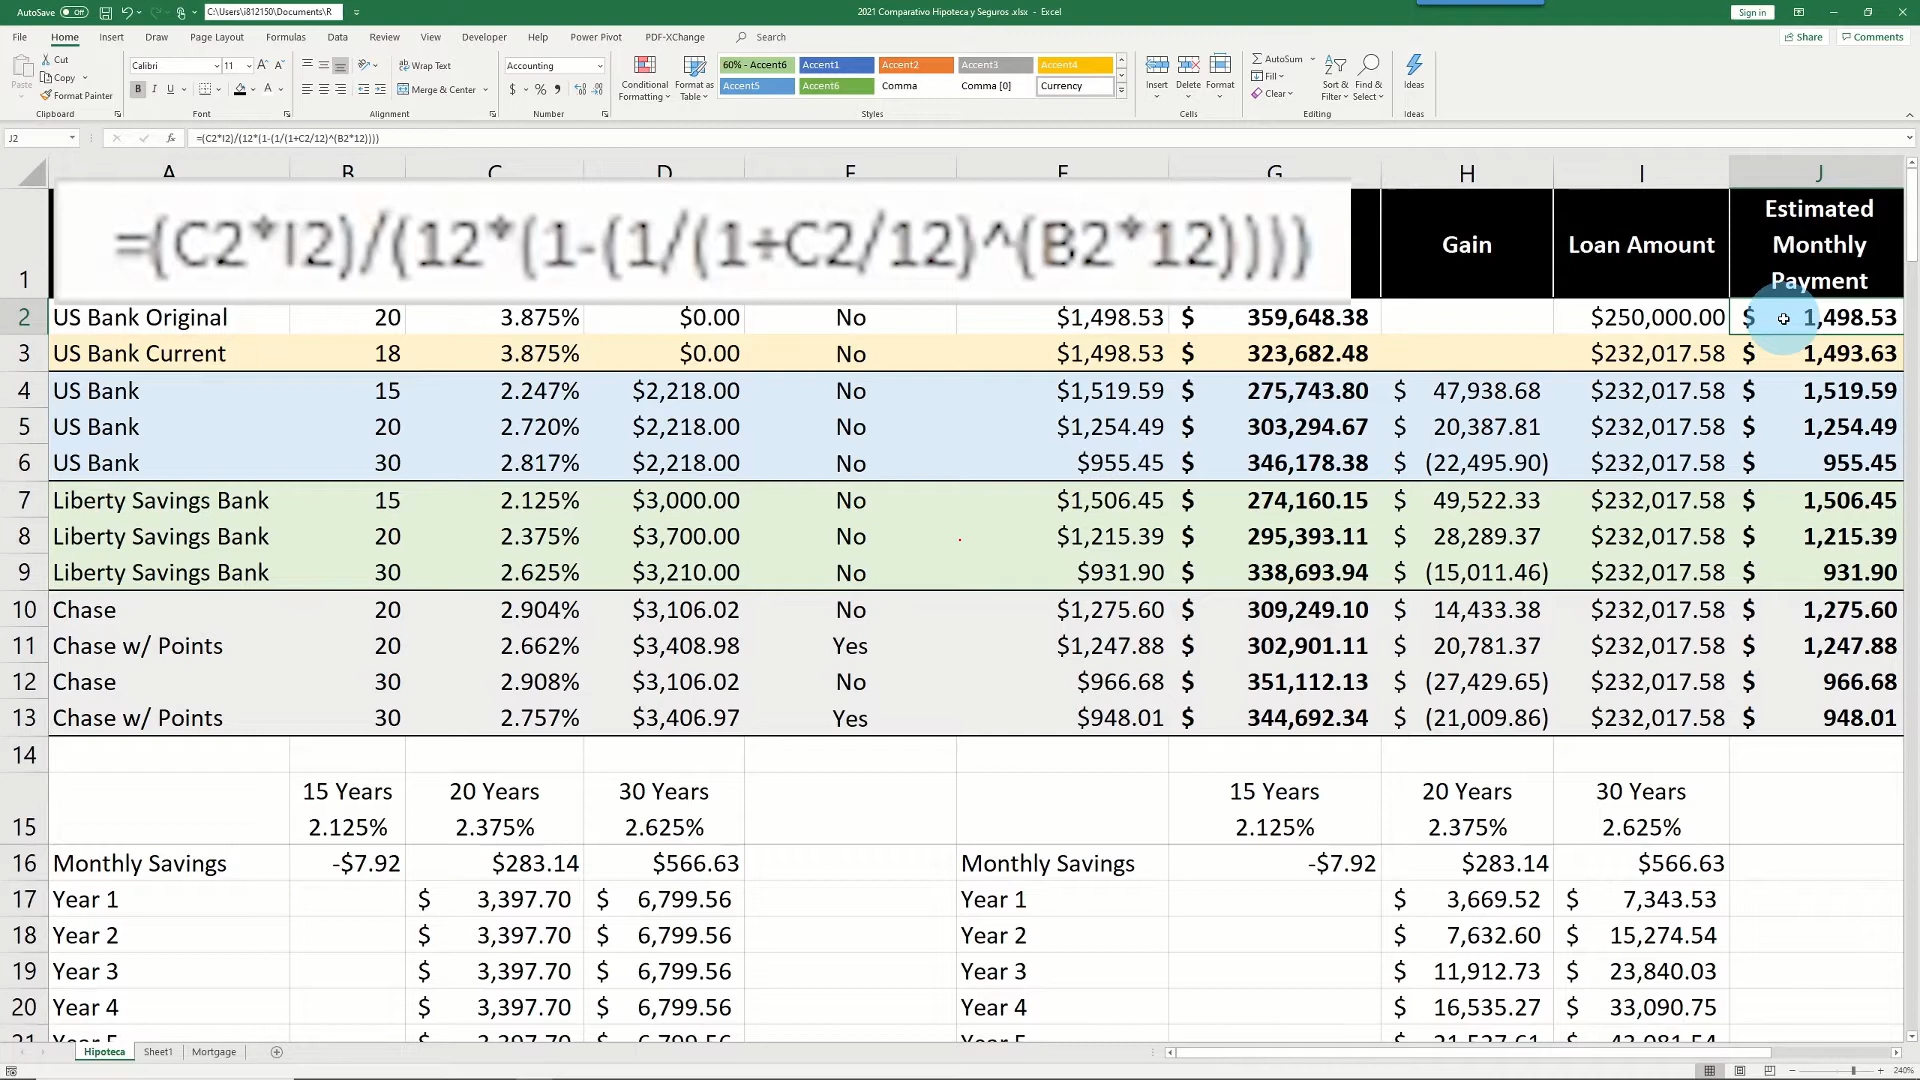 AutoSave Off C:\Users\i812150\Documents\R 2021 Comparativo Hipoteca y Seguros .xlsx - Excel Sign in
File Home Insert Draw Page Layout Formulas Data Review View Developer Help Power Pivot PDF-XChange Search Share Comments
Paste Cut Copy Format Painter Clipboard
Calibri 11 B I U Font
Wrap Text Merge & Center Alignment
Accounting $ % Number
Conditional Formatting Format as Table 60% - Accent6 Accent1 Accent2 Accent3 Accent4
Accent5 Accent6 Comma Comma [0] Currency Styles
Insert Delete Format Cells
AutoSum Fill Clear Sort & Filter Find & Select Editing
Ideas Ideas
J2 fx =(C2*I2)/(12*(1-(1/(1+C2/12)^(B2*12))))
A B C D E F G H I J
=(C2*I2)/(12*(1-(1/(1+C2/12)^(B2*12))))
1 Gain Loan Amount Estimated Monthly Payment
2 US Bank Original 20 3.875% $0.00 No $1,498.53 $ 359,648.38 $250,000.00 $ 1,498.53
3 US Bank Current 18 3.875% $0.00 No $1,498.53 $ 323,682.48 $232,017.58 $ 1,493.63
4 US Bank 15 2.247% $2,218.00 No $1,519.59 $ 275,743.80 $ 47,938.68 $232,017.58 $ 1,519.59
5 US Bank 20 2.720% $2,218.00 No $1,254.49 $ 303,294.67 $ 20,387.81 $232,017.58 $ 1,254.49
6 US Bank 30 2.817% $2,218.00 No $955.45 $ 346,178.38 $ (22,495.90) $232,017.58 $ 955.45
7 Liberty Savings Bank 15 2.125% $3,000.00 No $1,506.45 $ 274,160.15 $ 49,522.33 $232,017.58 $ 1,506.45
8 Liberty Savings Bank 20 2.375% $3,700.00 No $1,215.39 $ 295,393.11 $ 28,289.37 $232,017.58 $ 1,215.39
9 Liberty Savings Bank 30 2.625% $3,210.00 No $931.90 $ 338,693.94 $ (15,011.46) $232,017.58 $ 931.90
10 Chase 20 2.904% $3,106.02 No $1,275.60 $ 309,249.10 $ 14,433.38 $232,017.58 $ 1,275.60
11 Chase w/ Points 20 2.662% $3,408.98 Yes $1,247.88 $ 302,901.11 $ 20,781.37 $232,017.58 $ 1,247.88
12 Chase 30 2.908% $3,106.02 No $966.68 $ 351,112.13 $ (27,429.65) $232,017.58 $ 966.68
13 Chase w/ Points 30 2.757% $3,406.97 Yes $948.01 $ 344,692.34 $ (21,009.86) $232,017.58 $ 948.01
14
15 Years 20 Years 30 Years 15 Years 20 Years 30 Years
15 2.125% 2.375% 2.625% 2.125% 2.375% 2.625%
16 Monthly Savings -$7.92 $283.14 $566.63 Monthly Savings -$7.92 $283.14 $566.63
17 Year 1 $ 3,397.70 $ 6,799.56 Year 1 $ 3,669.52 $ 7,343.53
18 Year 2 $ 3,397.70 $ 6,799.56 Year 2 $ 7,632.60 $ 15,274.54
19 Year 3 $ 3,397.70 $ 6,799.56 Year 3 $ 11,912.73 $ 23,840.03
20 Year 4 $ 3,397.70 $ 6,799.56 Year 4 $ 16,535.27 $ 33,090.75
Hipoteca Sheet1 Mortgage
240%